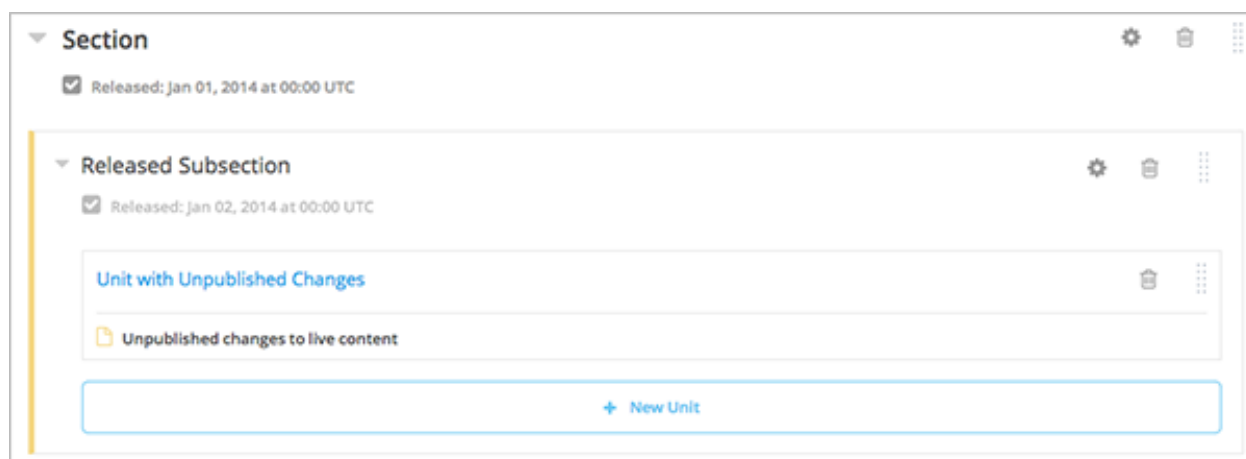 Section
Released: Jan 01, 2014 at 00:00 UTC
Released Subsection
Released: Jan 02, 2014 at 00:00 UTC
Unit with Unpublished Changes
Unpublished changes to live content
+ New Unit